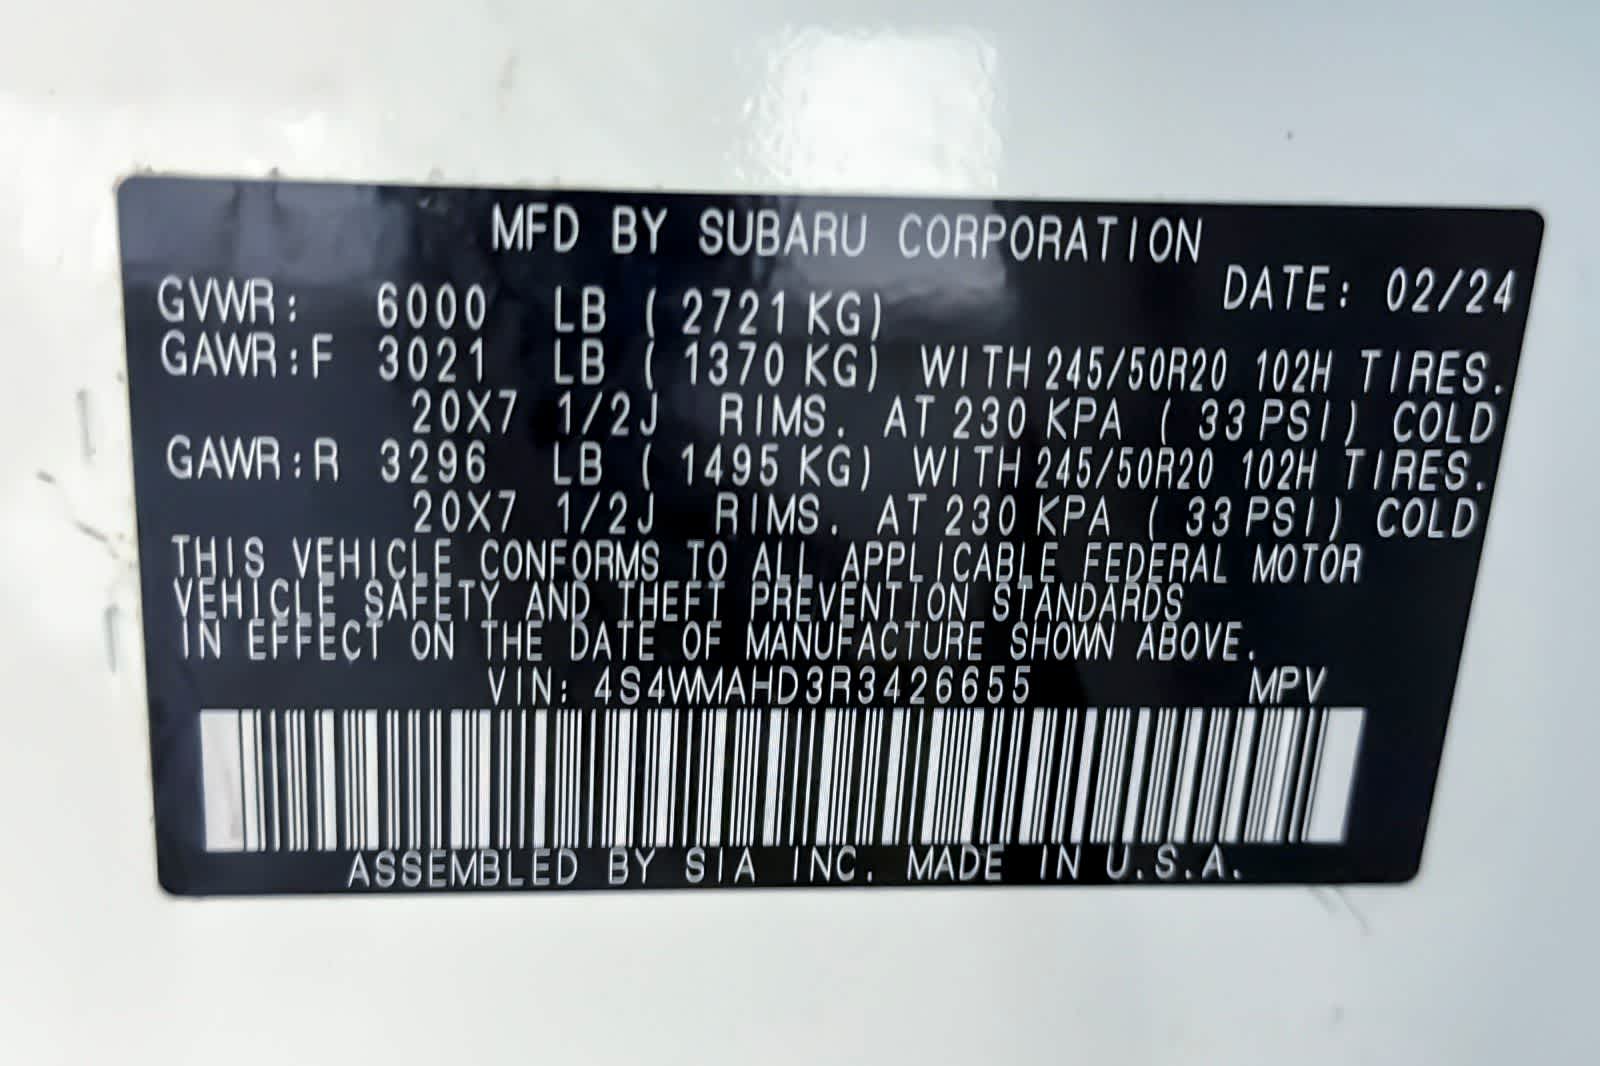 MFD BY SUBARU CORPORATION
DATE: 02/24
GVWR: 6000 LB ( 2721 KG)
GAWR:F 3021 LB ( 1370 KG) WITH 245/50R20 102H TIRES.
20X7 1/2J RIMS. AT 230 KPA ( 33 PSI) COLD
GAWR:R 3296 LB ( 1495 KG) WITH 245/50R20 102H TIRES.
20X7 1/2J RIMS. AT 230 KPA ( 33 PSI) COLD
THIS VEHICLE CONFORMS TO ALL APPLICABLE FEDERAL MOTOR
VEHICLE SAFETY AND THEFT PREVENTION STANDARDS
IN EFFECT ON THE DATE OF MANUFACTURE SHOWN ABOVE.
VIN: 4S4WMAHD3R3426655 MPV
ASSEMBLED BY SIA INC. MADE IN U.S.A.